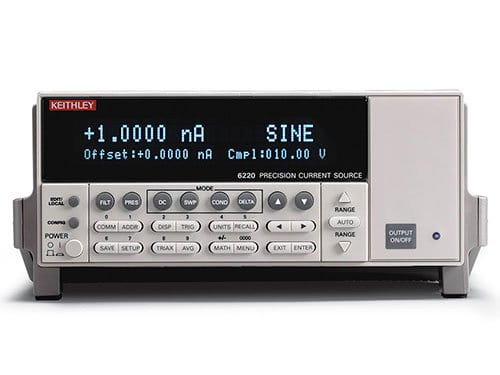 KEITHLEY
+1.0000 nA SINE
Offset:+0.0000 nA Cmpl:010.00 V
6220 PRECISION CURRENT SOURCE
MODE
EDIT/
LOCAL
FILT PRES DC SWP COND DELTA
RANGE
CONFIG
0 1 2 3 4 5
COMM ADDR DISP TRIG UNITS RECALL
AUTO
POWER
6 7 8 9 +/- 0000
RANGE
SAVE SETUP TRIAX AVG MATH MENU EXIT ENTER
OUTPUT
ON/OFF